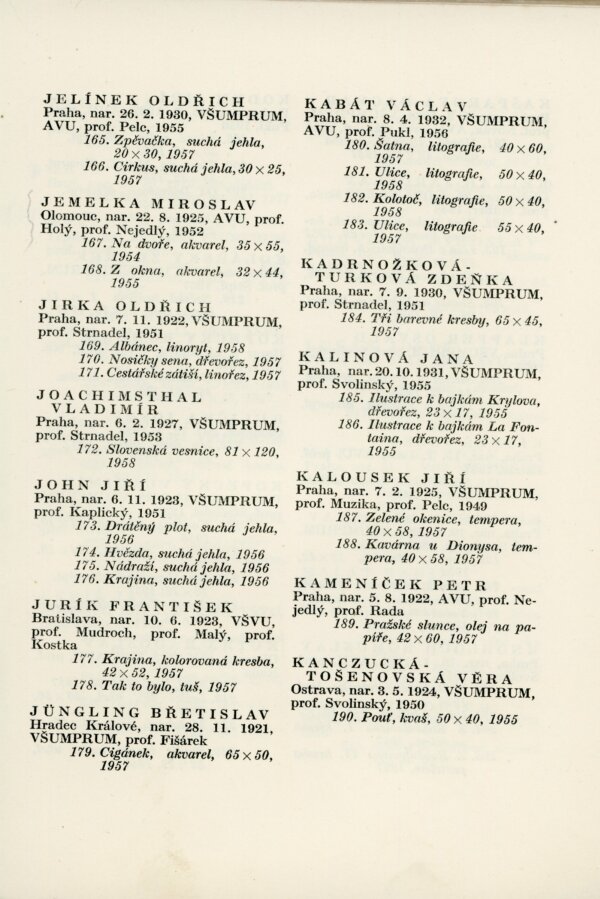 JELÍNEK OLDŘICH
Praha, nar. 26. 2. 1930, VŠUMPRUM,
AVU, prof. Pelc, 1955
165. Zpěvačka, suchá jehla,
20 × 30, 1957
166. Cirkus, suchá jehla, 30 × 25,
1957
JEMELKA MIROSLAV
Olomouc, nar. 22. 8. 1925, AVU, prof.
Holý, prof. Nejedlý, 1952
167. Na dvoře, akvarel, 35 × 55,
1954
168. Z okna, akvarel, 32 × 44,
1955
JIRKA OLDŘICH
Praha, nar. 7. 11. 1922, VŠUMPRUM,
prof. Strnadel, 1951
169. Albánec, linoryt, 1958
170. Nosičky sena, dřevořez, 1957
171. Cestářské zátiší, linořez, 1957
JOACHIMSTHAL
VLADIMÍR
Praha, nar. 6. 2. 1927, VŠUMPRUM,
prof. Strnadel, 1953
172. Slovenská vesnice, 81 × 120,
1958
JOHN JIŘÍ
Praha, nar. 6. 11. 1923, VŠUMPRUM,
prof. Kaplický, 1951
173. Drátěný plot, suchá jehla,
1956
174. Hvězda, suchá jehla, 1956
175. Nádraží, suchá jehla, 1956
176. Krajina, suchá jehla, 1956
JURÍK FRANTIŠEK
Bratislava, nar. 10. 6. 1923, VŠVU,
prof. Mudroch, prof. Malý, prof.
Kostka
177. Krajina, kolorovaná kresba,
42 × 52, 1957
178. Tak to bylo, tuš, 1957
JÜNGLING BŘETISLAV
Hradec Králové, nar. 28. 11. 1921,
VŠUMPRUM, prof. Fišárek
179. Cigánek, akvarel, 65 × 50,
1957
KABÁT VÁCLAV
Praha, nar. 8. 4. 1932, VŠUMPRUM,
AVU, prof. Pukl, 1956
180. Šatna, litografie, 40 × 60,
1957
181. Ulice, litografie, 50 × 40,
1958
182. Kolotoč, litografie, 50 × 40,
1958
183. Ulice, litografie 55 × 40,
1957
KADRNOŽKOVÁ-
TURKOVÁ ZDEŇKA
Praha, nar. 7. 9. 1930, VŠUMPRUM,
prof. Strnadel, 1951
184. Tři barevné kresby, 65 × 45,
1957
KALINOVÁ JANA
Praha, nar. 20. 10. 1931, VŠUMPRUM,
prof. Svolinský, 1955
185. Ilustrace k bajkám Krylova,
dřevořez, 23 × 17, 1955
186. Ilustrace k bajkám La Fon-
taina, dřevořez, 23 × 17,
1955
KALOUSEK JIŘÍ
Praha, nar. 7. 2. 1925, VŠUMPRUM,
prof. Muzika, prof. Pelc, 1949
187. Zelené okenice, tempera,
40 × 58, 1957
188. Kavárna u Dionysa, tem-
pera, 40 × 58, 1957
KAMENÍČEK PETR
Praha, nar. 5. 8. 1922, AVU, prof. Ne-
jedlý, prof. Rada
189. Pražské slunce, olej na pa-
píře, 42 × 60, 1957
KANCZUCKÁ-
TOŠENOVSKÁ VĚRA
Ostrava, nar. 3. 5. 1924, VŠUMPRUM,
prof. Svolinský, 1950
190. Pouť, kvaš, 50 × 40, 1955